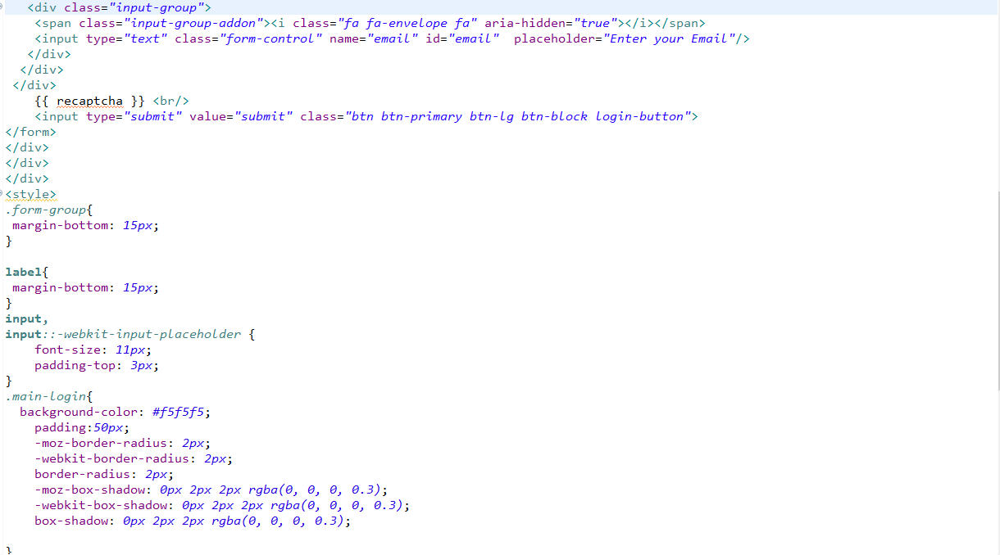 <div class="input-group">
<span class="input-group-addon"><i class="fa fa-envelope fa" aria-hidden="true"></i></span>
<input type="text" class="form-control" name="email" id="email"  placeholder="Enter your Email"/>
</div>
</div>
</div>
{{ recaptcha }} <br/>
<input type="submit" value="submit" class="btn btn-primary btn-lg btn-block login-button">
</form>
</div>
</div>
</div>
<style>
.form-group{
margin-bottom: 15px;
}
label{
margin-bottom: 15px;
}
input,
input::-webkit-input-placeholder {
font-size: 11px;
padding-top: 3px;
}
.main-login{
background-color: #f5f5f5;
padding:50px;
-moz-border-radius: 2px;
-webkit-border-radius: 2px;
border-radius: 2px;
-moz-box-shadow: 0px 2px 2px rgba(0, 0, 0, 0.3);
-webkit-box-shadow: 0px 2px 2px rgba(0, 0, 0, 0.3);
box-shadow: 0px 2px 2px rgba(0, 0, 0, 0.3);
}